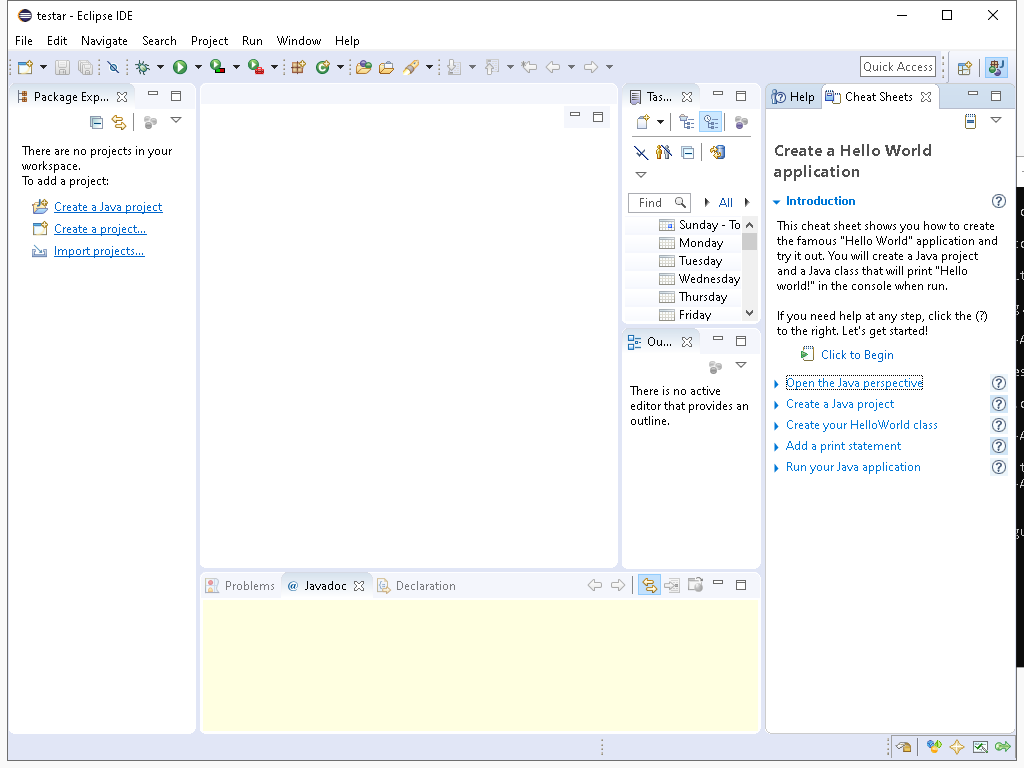 testar - Eclipse IDE
File Edit Navigate Search Project Run Window Help
Quick Access
Package Exp...
There are no projects in your
workspace.
To add a project:
Create a Java project
Create a project...
Import projects...
Tas...
Find
All
Sunday - To
Monday
Tuesday
Wednesday
Thursday
Friday
Ou...
There is no active
editor that provides an
outline.
Problems @ Javadoc Declaration
Help Cheat Sheets
Create a Hello World
application
Introduction
This cheat sheet shows you how to create
the famous "Hello World" application and
try it out. You will create a Java project
and a Java class that will print "Hello
world!" in the console when run.
If you need help at any step, click the (?)
to the right. Let's get started!
Click to Begin
Open the Java perspective
Create a Java project
Create your HelloWorld class
Add a print statement
Run your Java application